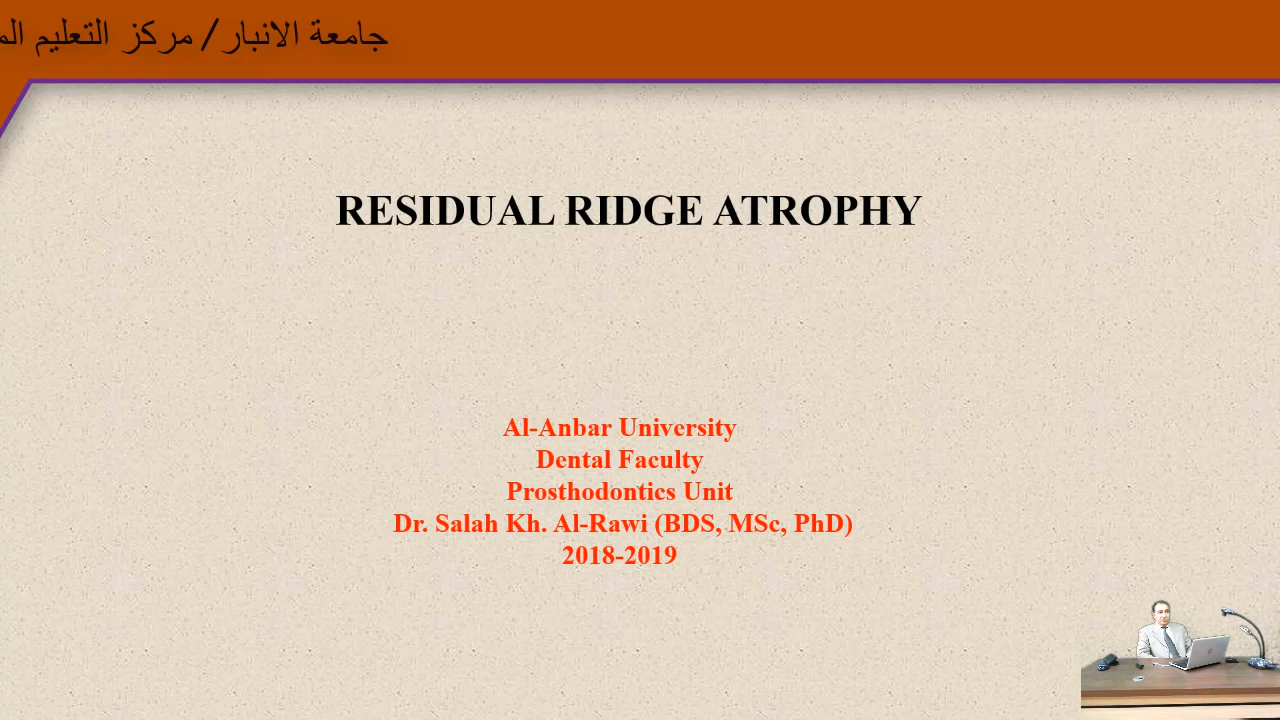 جامعة الانبار/ مركز التعليم
RESIDUAL RIDGE ATROPHY
Al-Anbar University
Dental Faculty
Prosthodontics Unit
Dr. Salah Kh. Al-Rawi (BDS, MSc, PhD)
2018-2019